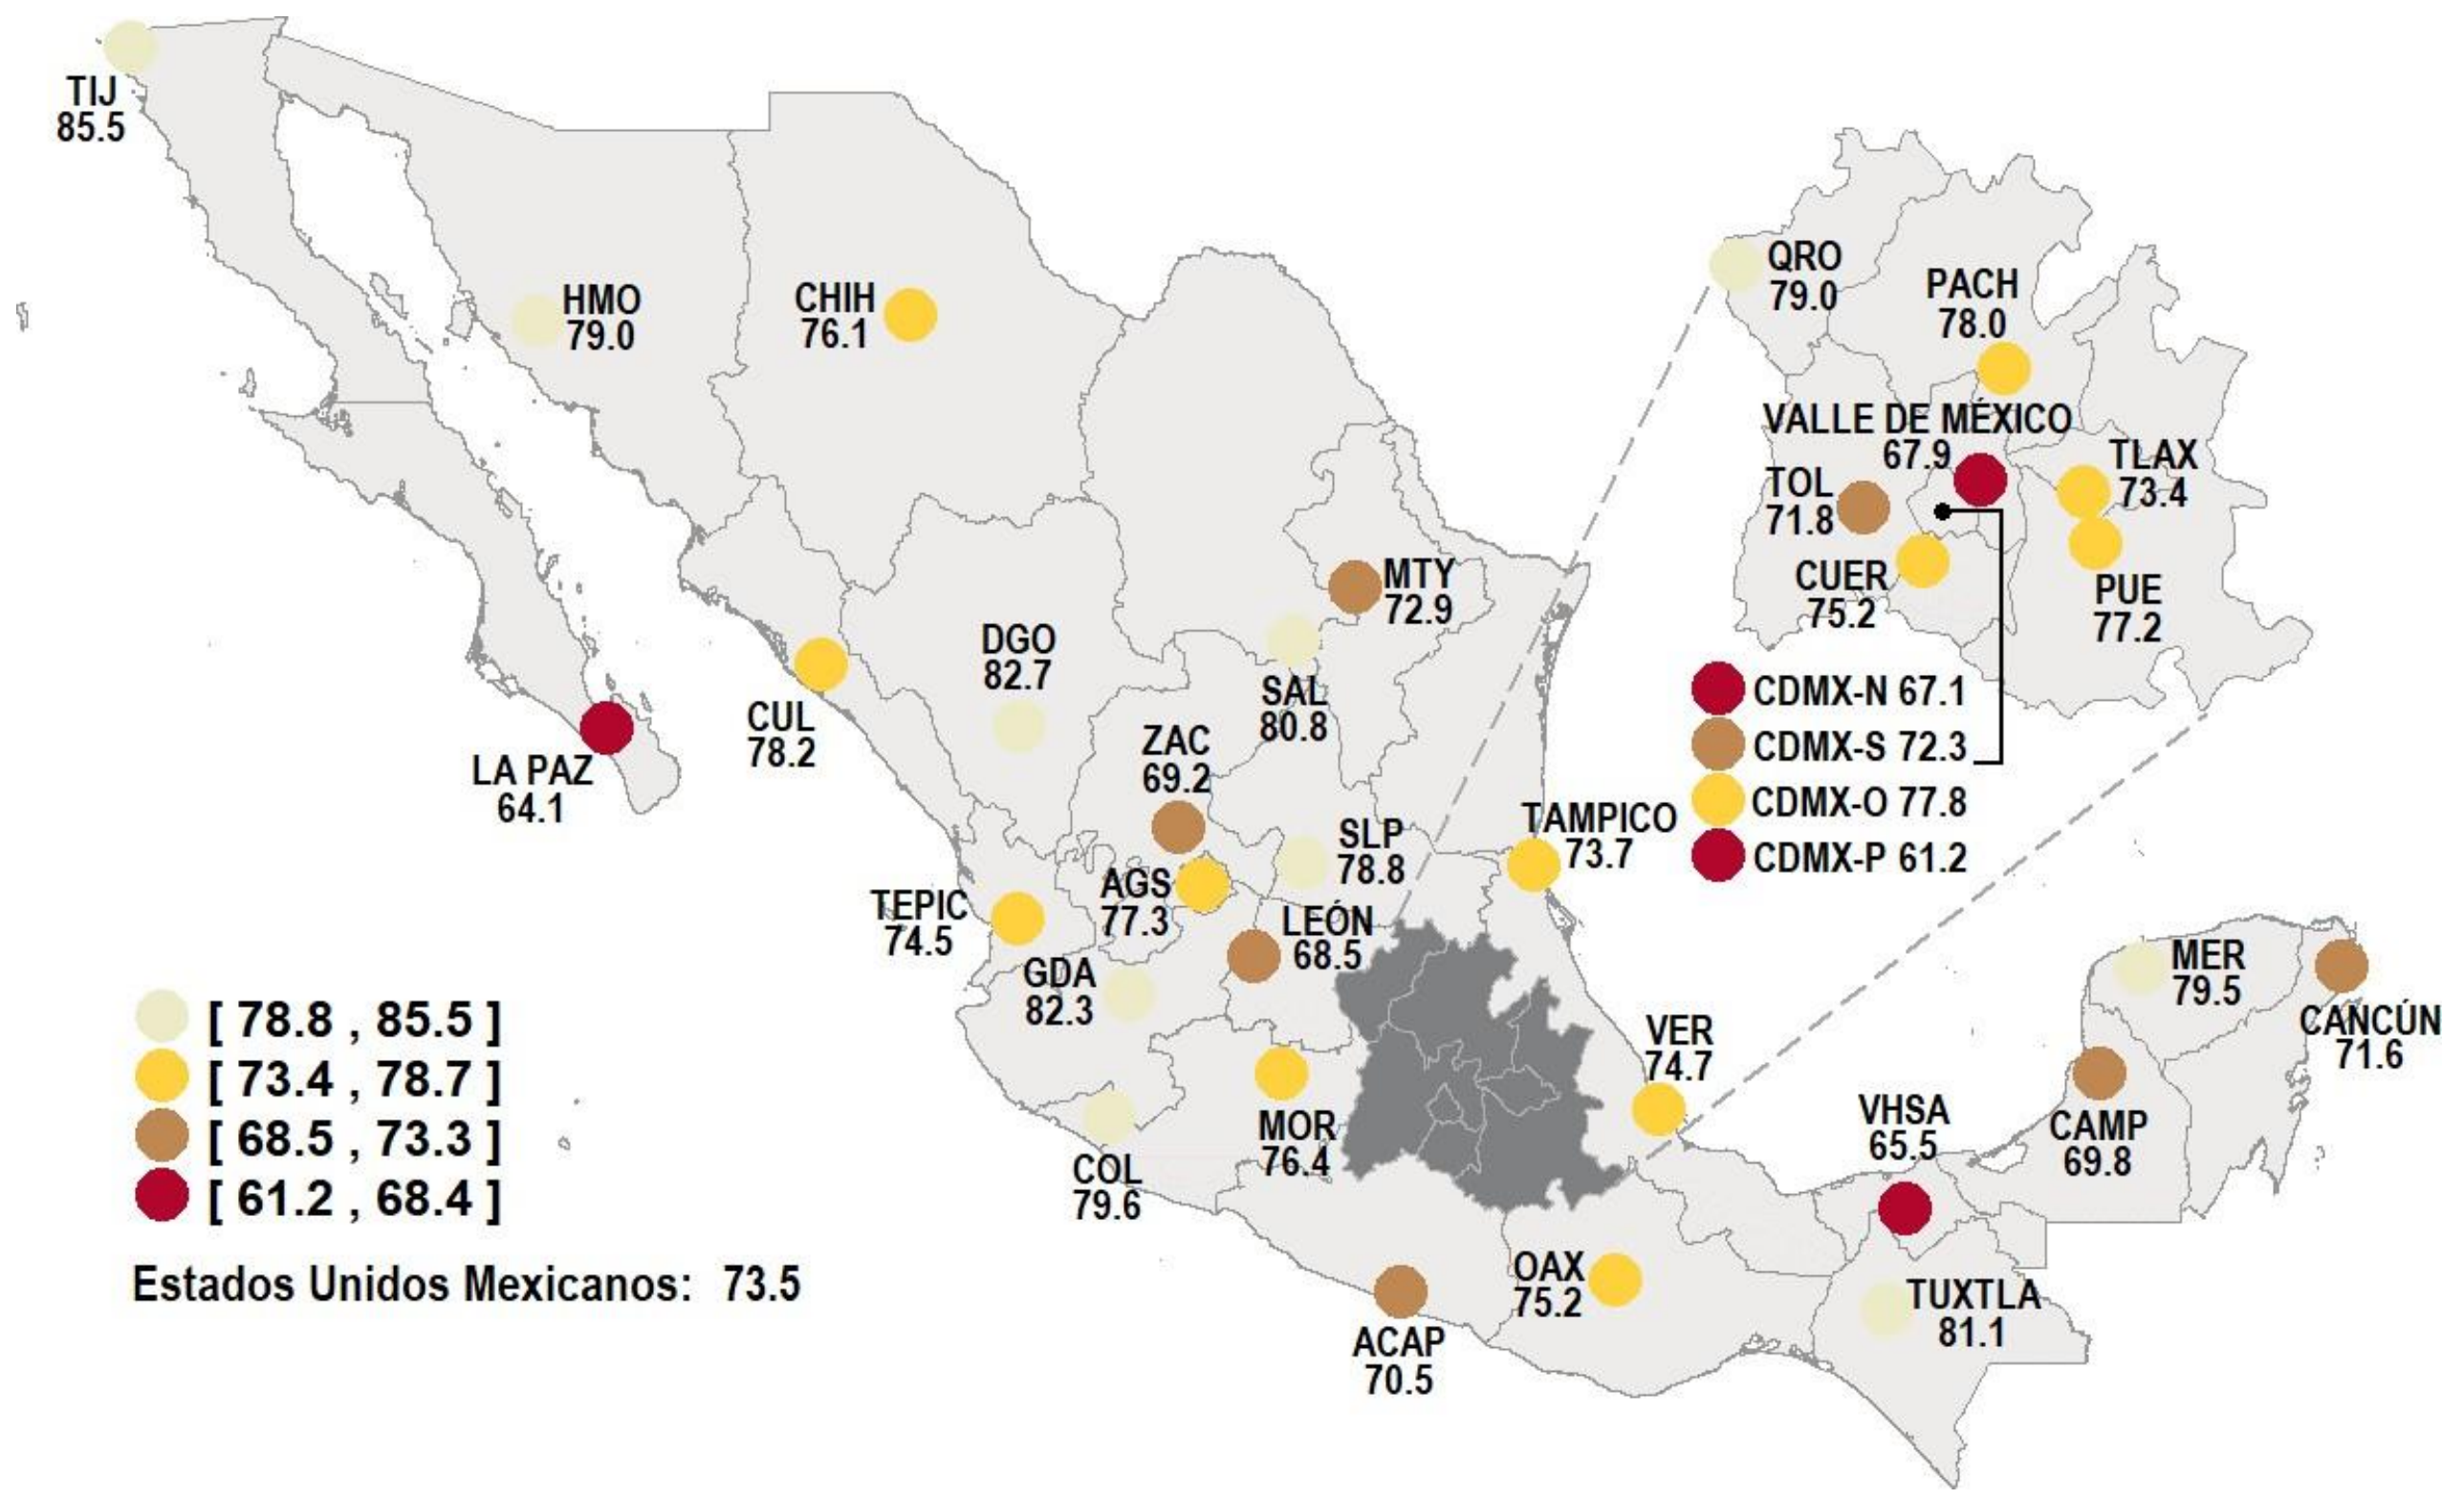 TIJ
85.5
HMO
79.0
CHIH
76.1
QRO
79.0
PACH
78.0
VALLE DE MÉXICO
67.9
TLAX
73.4
TOL
71.8
CUER
75.2
PUE
77.2
MTY
72.9
DGO
82.7
SAL
80.8
CUL
78.2
LA PAZ
64.1
ZAC
69.2
CDMX-N 67.1
CDMX-S 72.3
CDMX-O 77.8
CDMX-P 61.2
TAMPICO
73.7
SLP
78.8
AGS
77.3
TEPIC
74.5
LEÓN
68.5
GDA
82.3
MER
79.5
CANCÚN
71.6
VER
74.7
MOR
76.4
COL
79.6
VHSA
65.5
CAMP
69.8
OAX
75.2
TUXTLA
81.1
ACAP
70.5
[ 78.8 , 85.5 ]
[ 73.4 , 78.7 ]
[ 68.5 , 73.3 ]
[ 61.2 , 68.4 ]
Estados Unidos Mexicanos: 73.5